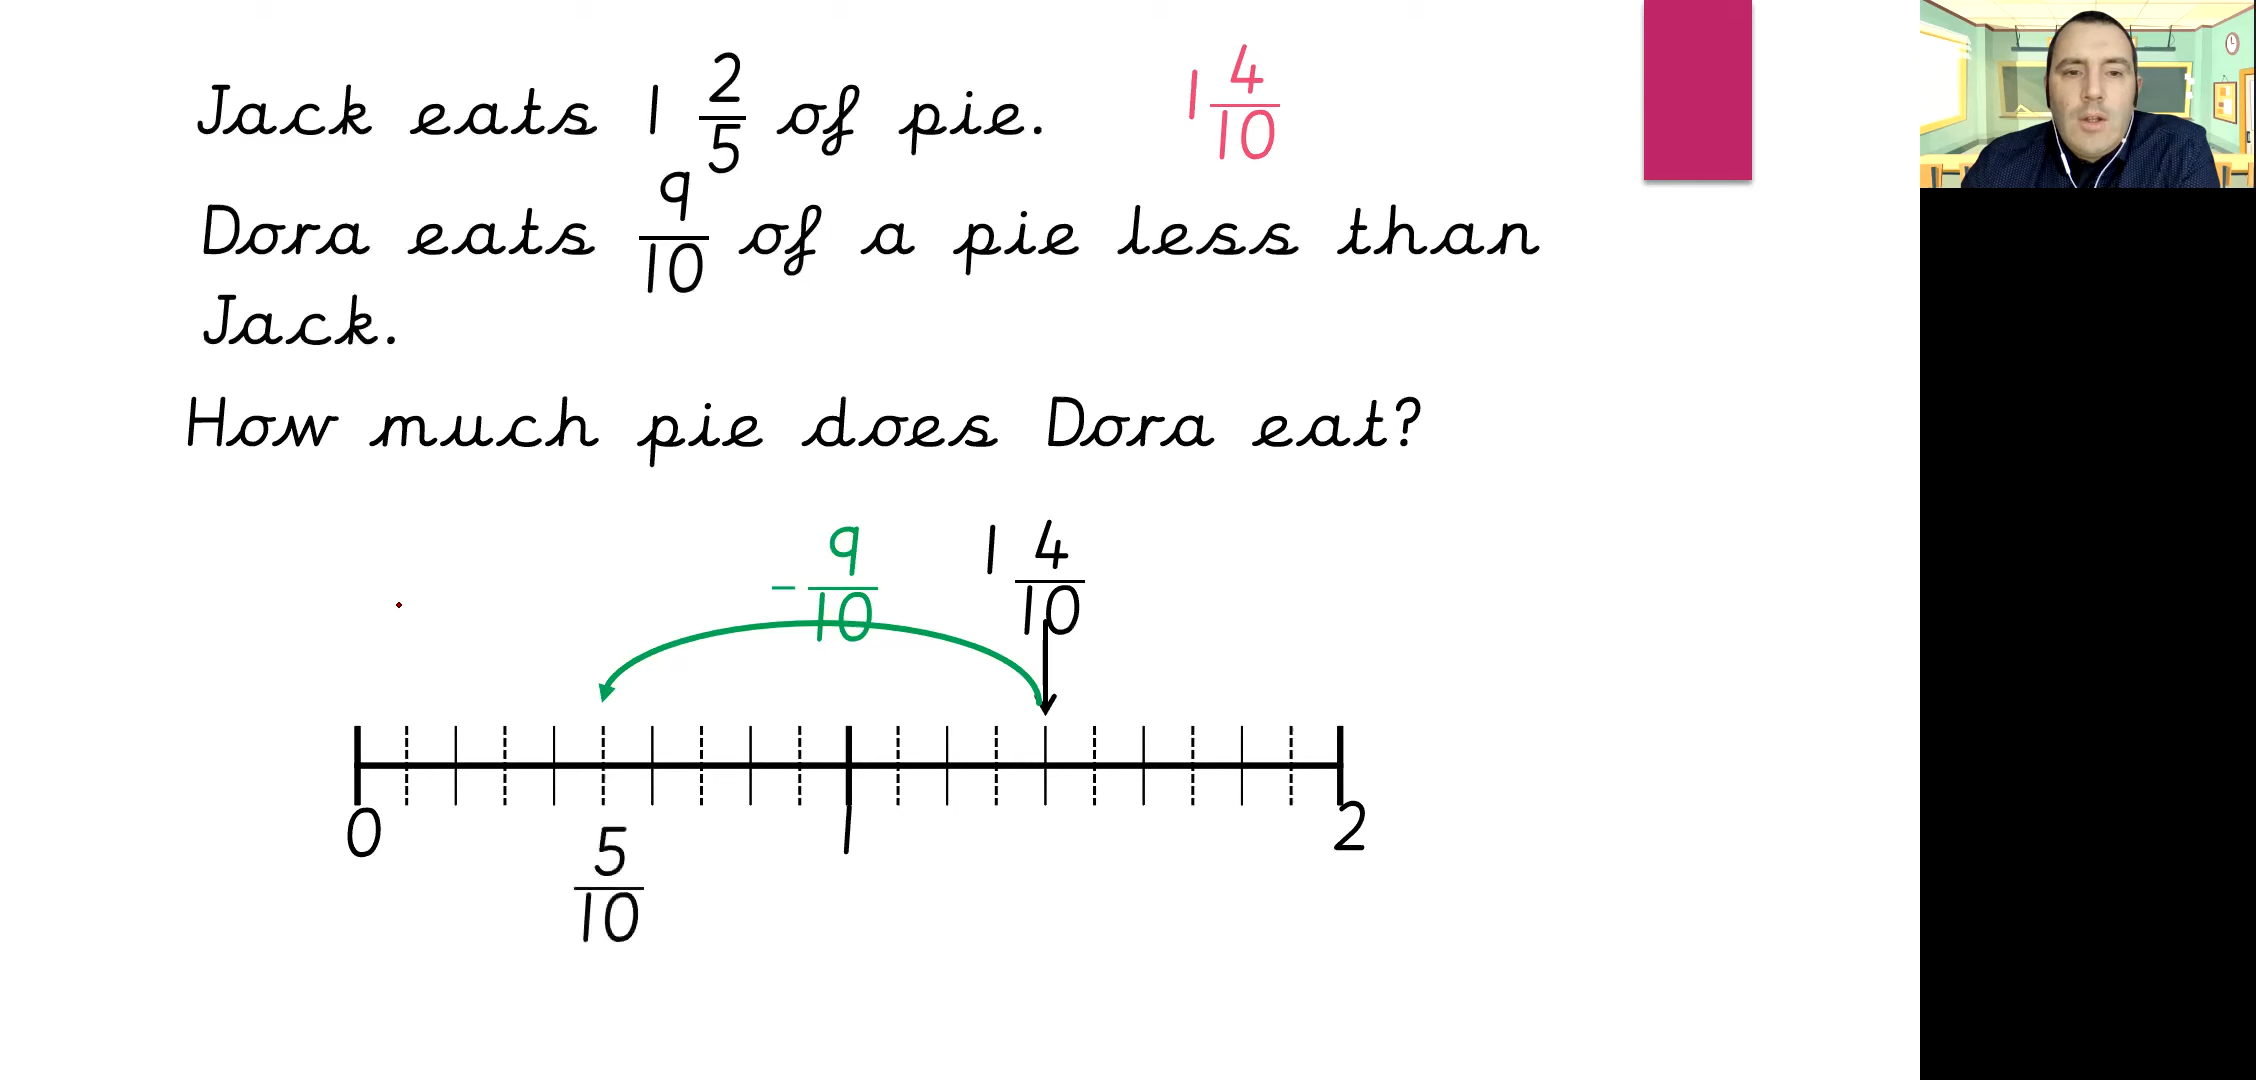 Jack eats 1 2/5 of pie. 1 4/10
Dora eats 9/10 of a pie less than
Jack.
How much pie does Dora eat?
- 9/10 1 4/10
0 1 2
5/10